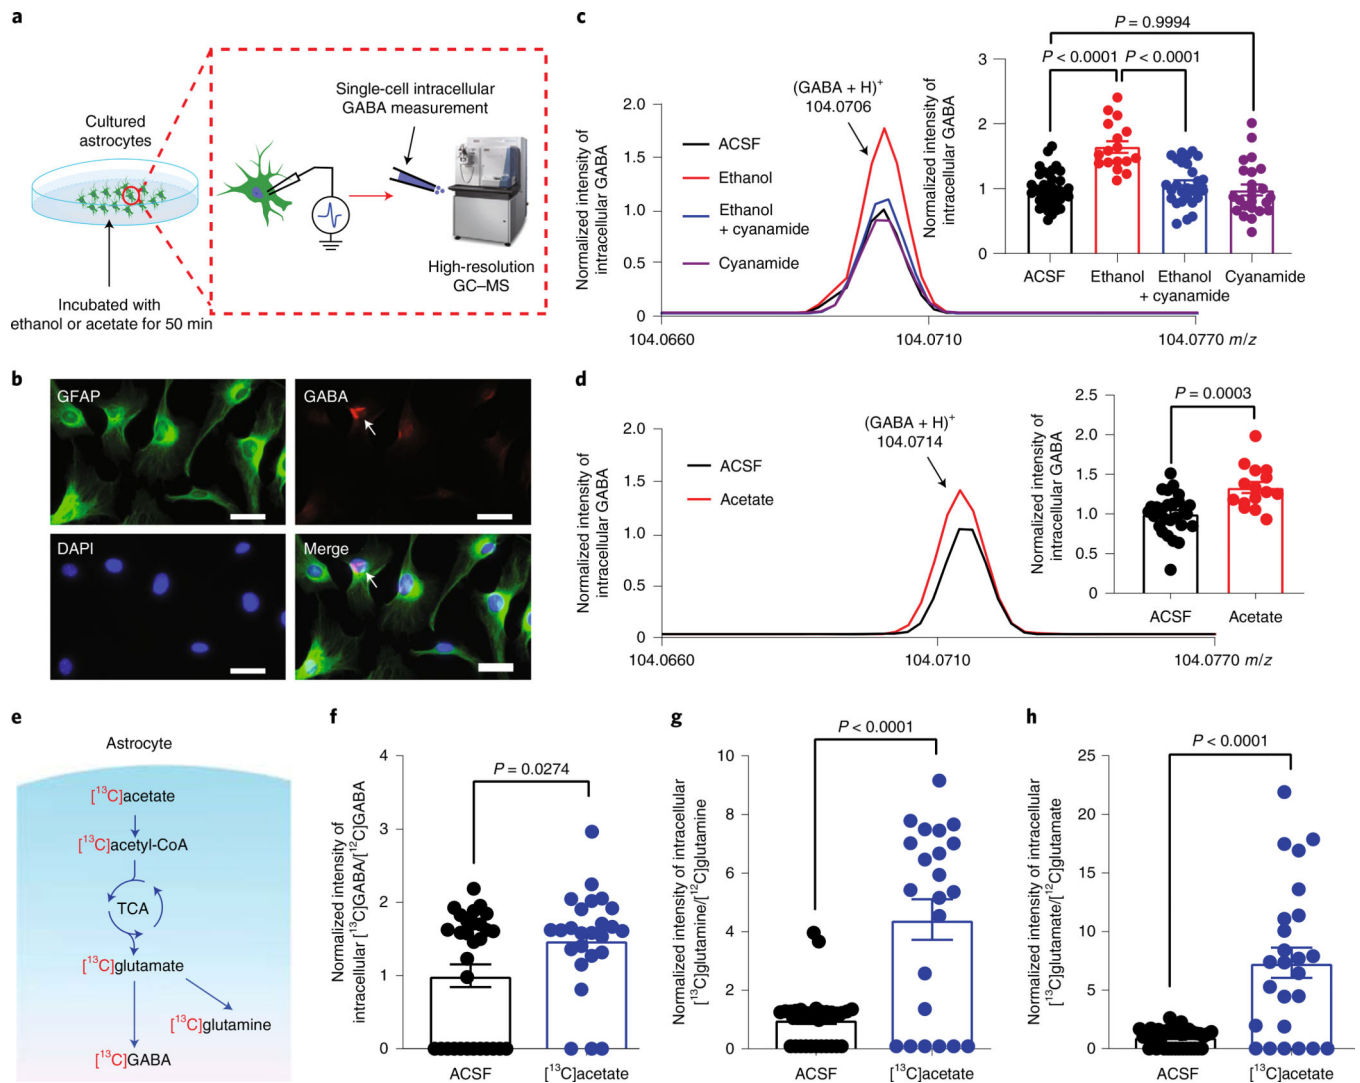 a
Cultured
astrocytes
Incubated with
ethanol or acetate for 50 min
Single-cell intracellular
GABA measurement
High-resolution
GC–MS
b
GFAP
GABA
DAPI
Merge
c
Normalized intensity of
intracellular GABA
2.0
1.5
1.0
0.5
0
ACSF
Ethanol
Ethanol
+ cyanamide
Cyanamide
(GABA + H)⁺
104.0706
104.0660
104.0710
104.0770 m/z
Normalized intensity of
intracellular GABA
3
2
1
0
P = 0.9994
P < 0.0001
P < 0.0001
ACSF
Ethanol
Ethanol
+ cyanamide
Cyanamide
d
Normalized intensity of
intracellular GABA
2.0
1.5
1.0
0.5
0
ACSF
Acetate
(GABA + H)⁺
104.0714
104.0660
104.0710
104.0770 m/z
Normalized intensity of
intracellular GABA
2.5
2.0
1.5
1.0
0.5
0
P = 0.0003
ACSF
Acetate
e
Astrocyte
[¹³C]acetate
[¹³C]acetyl-CoA
TCA
[¹³C]glutamate
[¹³C]glutamine
[¹³C]GABA
f
Normalized intensity of
intracellular [¹³C]GABA/[¹²C]GABA
4
3
2
1
0
P = 0.0274
ACSF
[¹³C]acetate
g
Normalized intensity of intracellular
[¹³C]glutamine/[¹²C]glutamine
10
8
6
4
2
0
P < 0.0001
ACSF
[¹³C]acetate
h
Normalized intensity of intracellular
[¹³C]glutamate/[¹²C]glutamate
25
20
15
10
5
0
P < 0.0001
ACSF
[¹³C]acetate